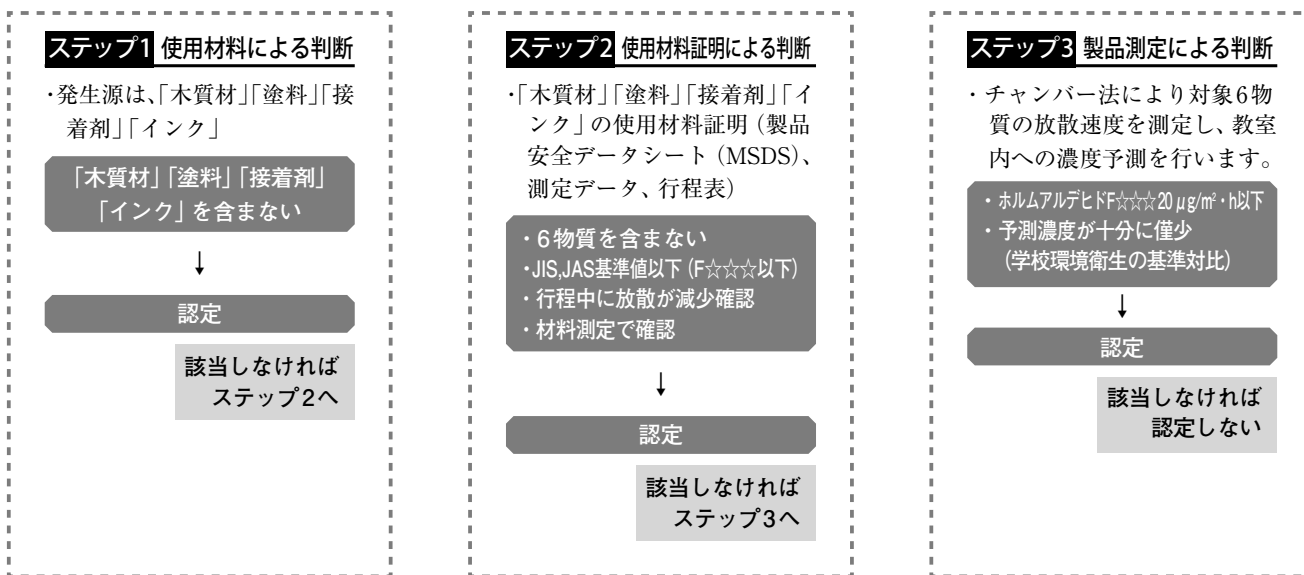 ステップ1 使用材料による判断
・発生源は、「木質材」「塗料」「接
着剤」「インク」
「木質材」「塗料」「接着剤」
「インク」を含まない
↓
認定
該当しなければ
ステップ2へ
ステップ2 使用材料証明による判断
・「木質材」「塗料」「接着剤」「イ
ンク」の使用材料証明（製品
安全データシート（MSDS）、
測定データ、行程表）
・6物質を含まない
・JIS,JAS基準値以下（F☆☆☆以下）
・行程中に放散が減少確認
・材料測定で確認
↓
認定
該当しなければ
ステップ3へ
ステップ3 製品測定による判断
・チャンバー法により対象6物
質の放散速度を測定し、教室
内への濃度予測を行います。
・ホルムアルデヒドF☆☆☆20μg/㎡・h以下
・予測濃度が十分に僅少
（学校環境衛生の基準対比）
↓
認定
該当しなければ
認定しない